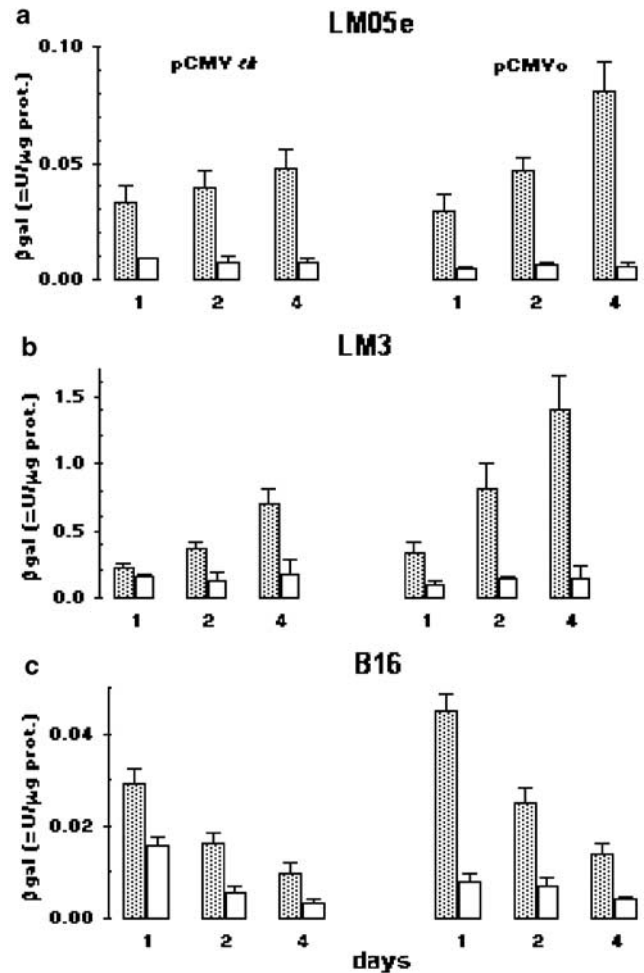 a
LM05e
pCMV tk
pCMVo
βgal (=U/µg prot.)
0.10
0.05
0.00
1 2 4 1 2 4
b
LM3
βgal (=U/µg prot.)
1.5
1.0
0.5
0.0
1 2 4 1 2 4
c
B16
βgal (=U/µg prot.)
0.04
0.02
0.00
1 2 4 1 2 4
days